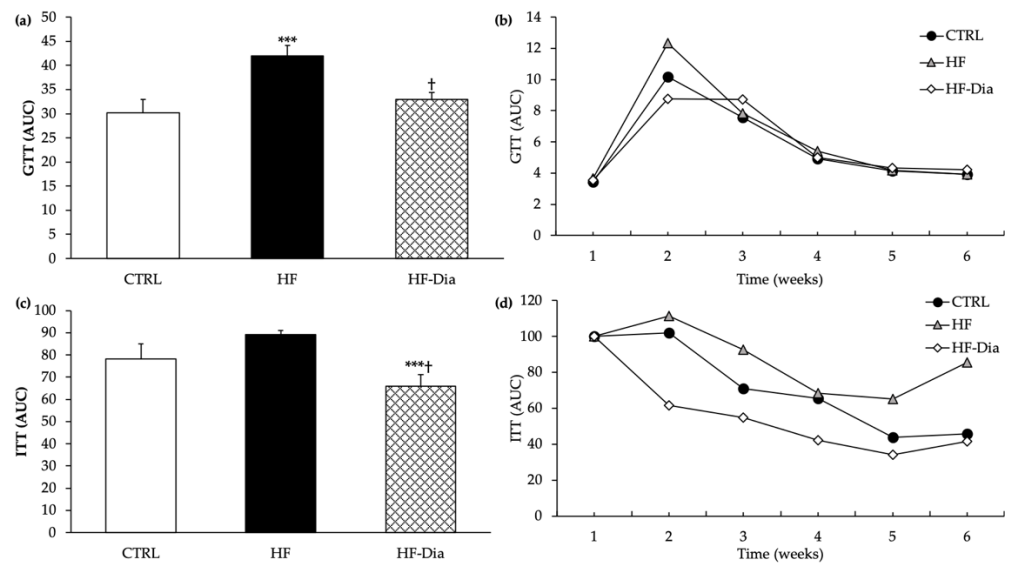 (a)
GTT (AUC)
50
45
40
35
30
25
20
15
10
5
0
***
†
CTRL
HF
HF-Dia
(b)
GTT (AUC)
14
12
10
8
6
4
2
0
CTRL
HF
HF-Dia
1 2 3 4 5 6
Time (weeks)
(c)
ITT (AUC)
100
90
80
70
60
50
40
30
20
10
0
***†
CTRL
HF
HF-Dia
(d)
ITT (AUC)
120
100
80
60
40
20
0
CTRL
HF
HF-Dia
1 2 3 4 5 6
Time (weeks)